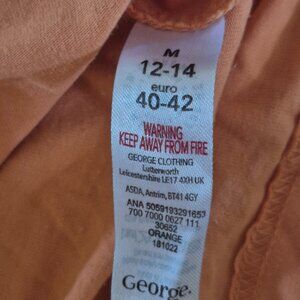 M
12-14
euro
40-42
WARNING
KEEP AWAY FROM FIRE
GEORGE CLOTHING
Lutterworth
Leicestershire LE17 4XH UK
ASDA, Antrim, BT41 4GY
ANA 5059193291653
700 7000 0627 111
30652
ORANGE
181022
George.